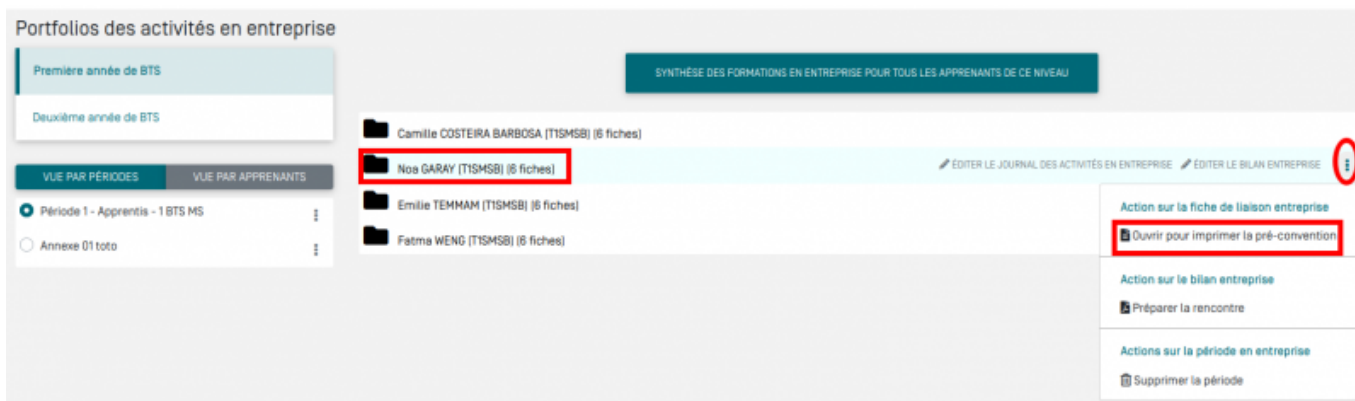 Portfolios des activités en entreprise
Première année de BTS
Deuxième année de BTS
VUE PAR PÉRIODES VUE PAR APPRENANTS
Période 1 - Apprentis - 1 BTS MS
Annexe 01 toto
SYNTHÈSE DES FORMATIONS EN ENTREPRISE POUR TOUS LES APPRENANTS DE CE NIVEAU
Camille COSTEIRA BARBOSA (T1SMSB) (6 fiches)
Noa GARAY (T1SMSB) (6 fiches)
ÉDITER LE JOURNAL DES ACTIVITÉS EN ENTREPRISE ÉDITER LE BILAN ENTREPRISE
Emilie TEMMAM (T1SMSB) (6 fiches)
Fatma WENG (T1SMSB) (6 fiches)
Action sur la fiche de liaison entreprise
Ouvrir pour imprimer la pré-convention
Action sur le bilan entreprise
Préparer la rencontre
Actions sur la période en entreprise
Supprimer la période